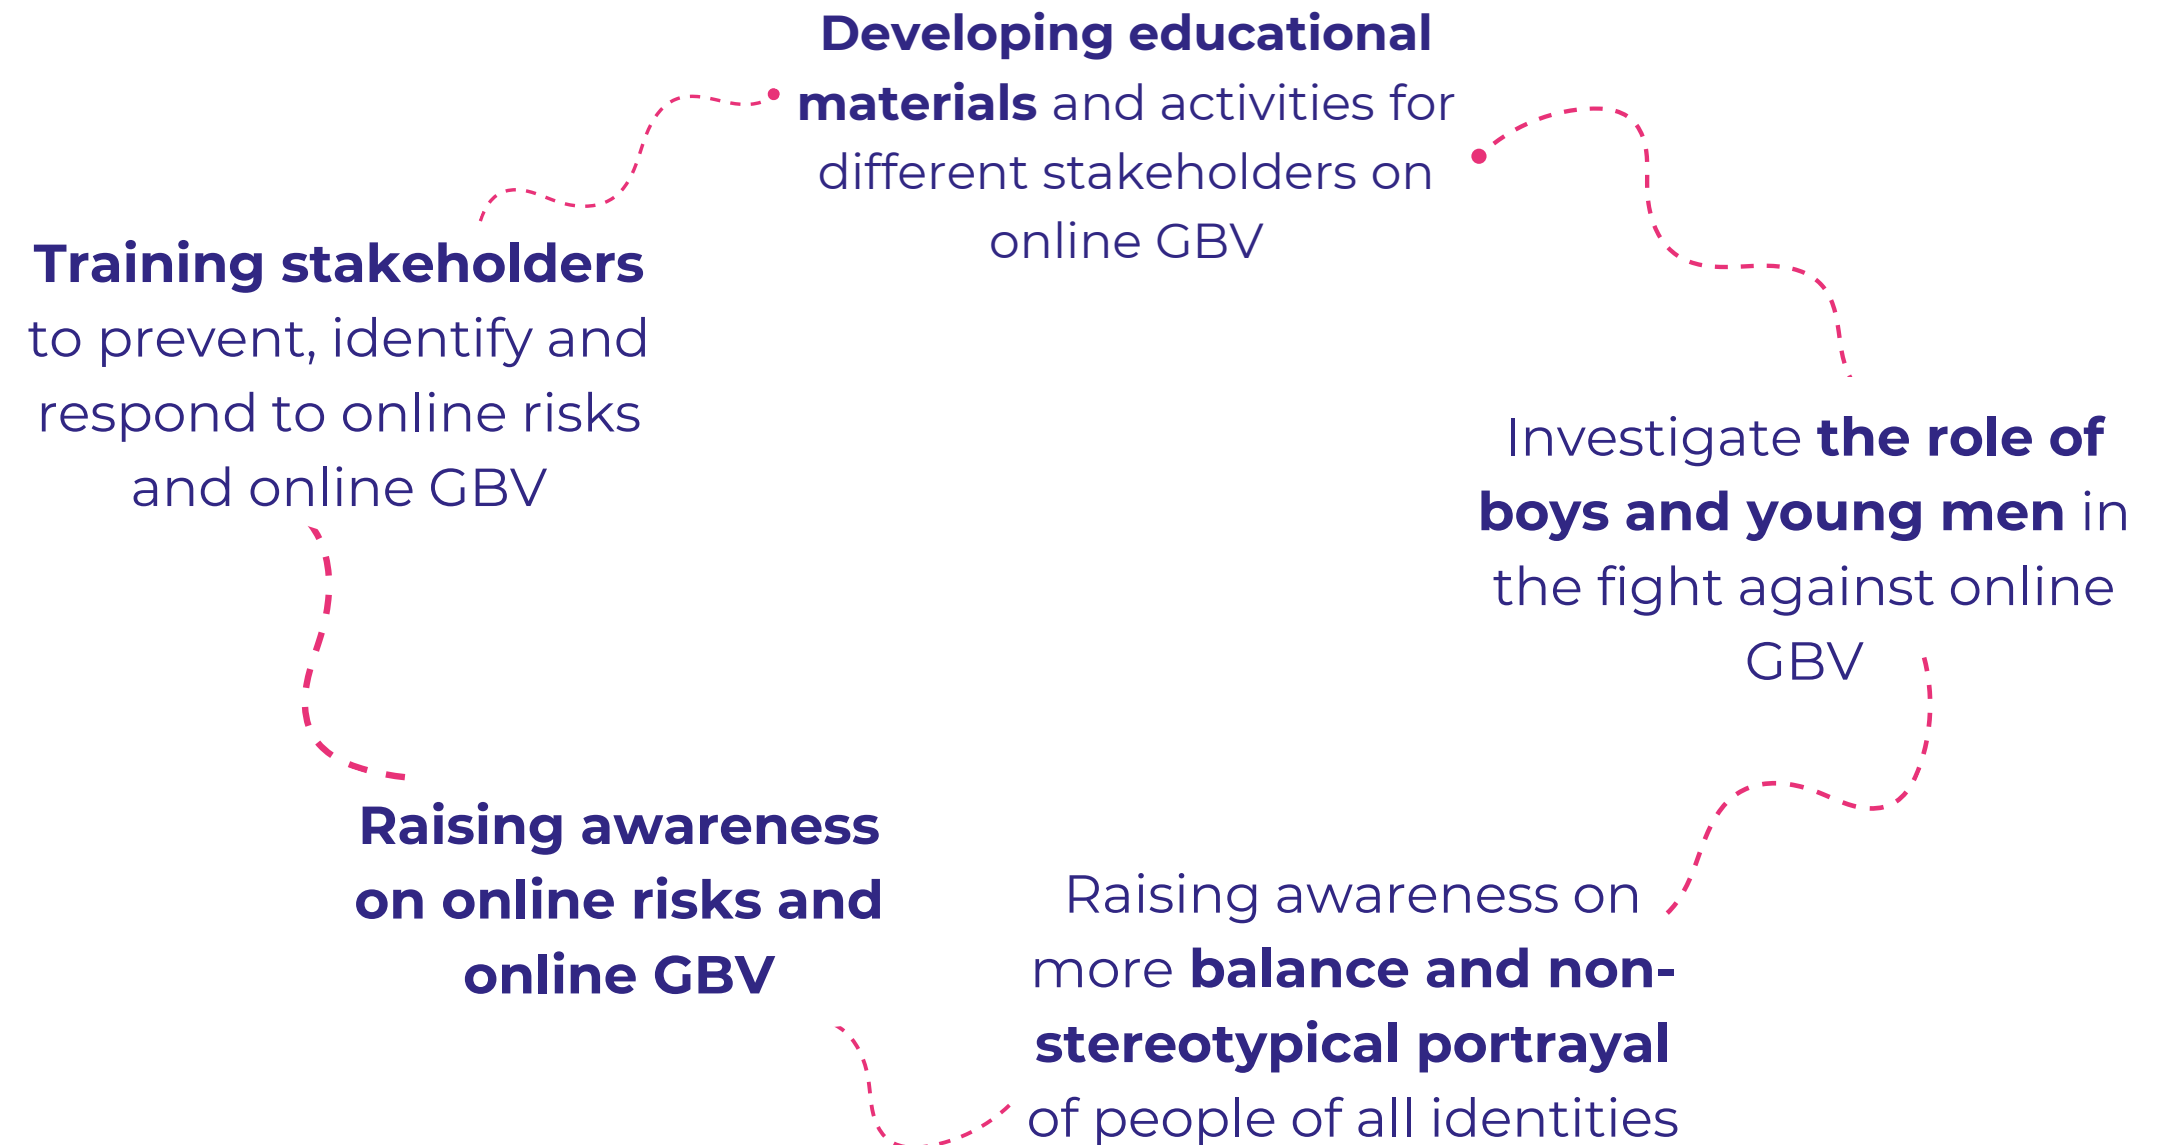 Developing educational
materials and activities for
different stakeholders on
online GBV
Training stakeholders
to prevent, identify and
respond to online risks
and online GBV
Investigate the role of
boys and young men in
the fight against online
GBV
Raising awareness
on online risks and
online GBV
Raising awareness on
more balance and non-
stereotypical portrayal
of people of all identities